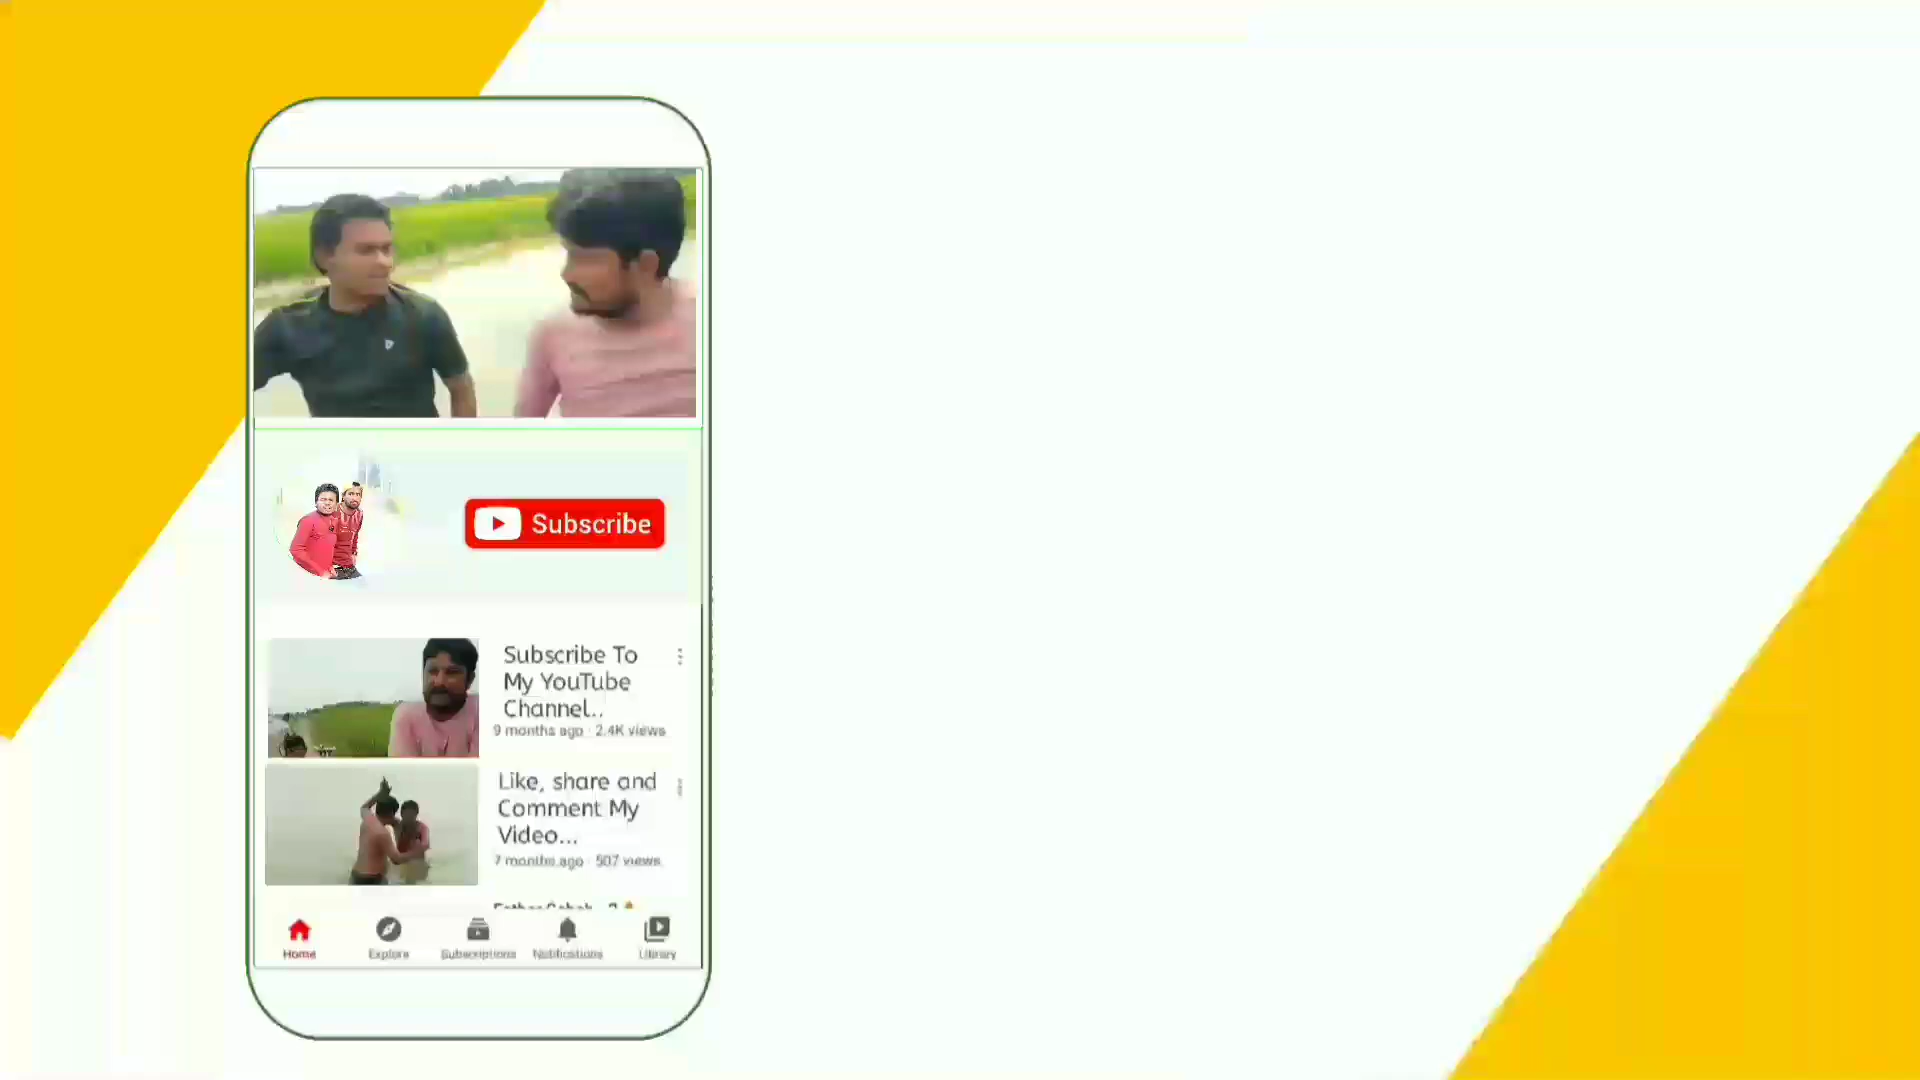 Subscribe
Subscribe To
My YouTube
Channel..
9 months ago · 2.4K views
Like, share and
Comment My
Video...
7 months ago · 507 views
Home
Explore
Subscriptions
Notifications
Library